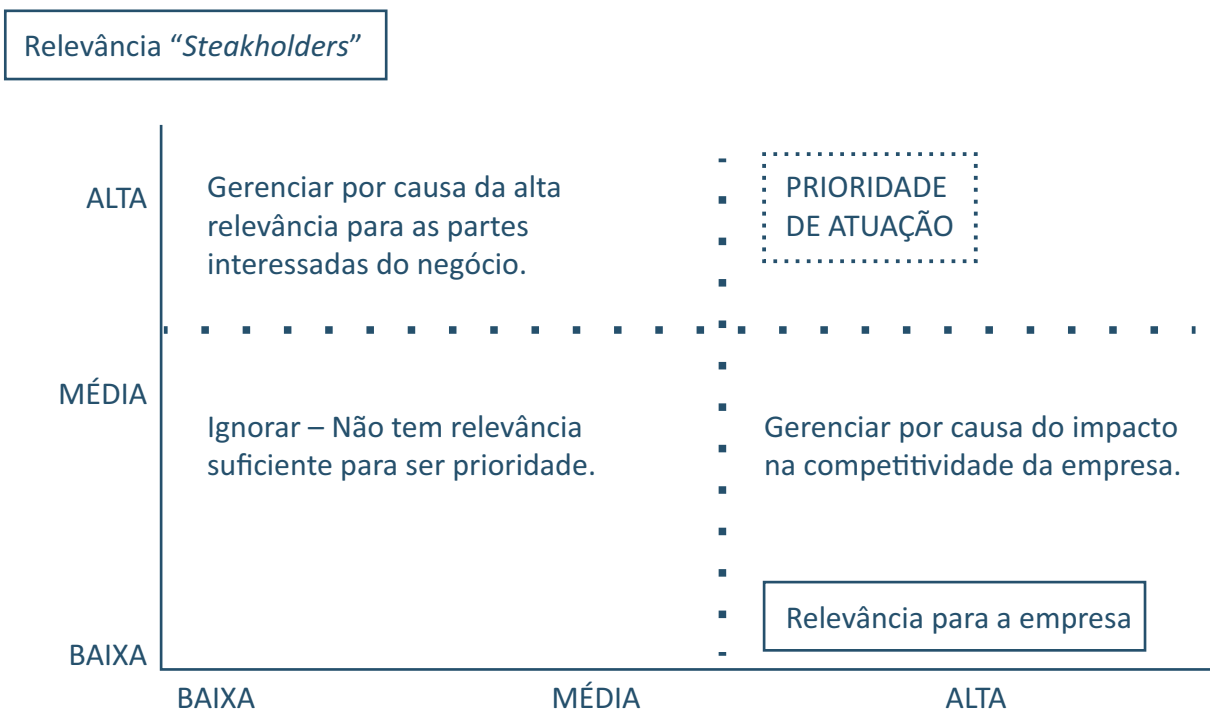 Relevância “Steakholders”
ALTA
Gerenciar por causa da alta
relevância para as partes
interessadas do negócio.
PRIORIDADE
DE ATUAÇÃO
MÉDIA
Ignorar – Não tem relevância
suficiente para ser prioridade.
Gerenciar por causa do impacto
na competitividade da empresa.
Relevância para a empresa
BAIXA
BAIXA
MÉDIA
ALTA